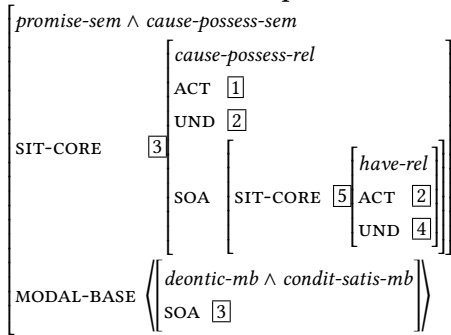 promise-sem ∧ cause-possess-sem
cause-possess-rel
ACT 1
UND 2
SIT-CORE 3
have-rel
SOA SIT-CORE 5 ACT 2
UND 4
deontic-mb ∧ condit-satis-mb
MODAL-BASE
SOA 3